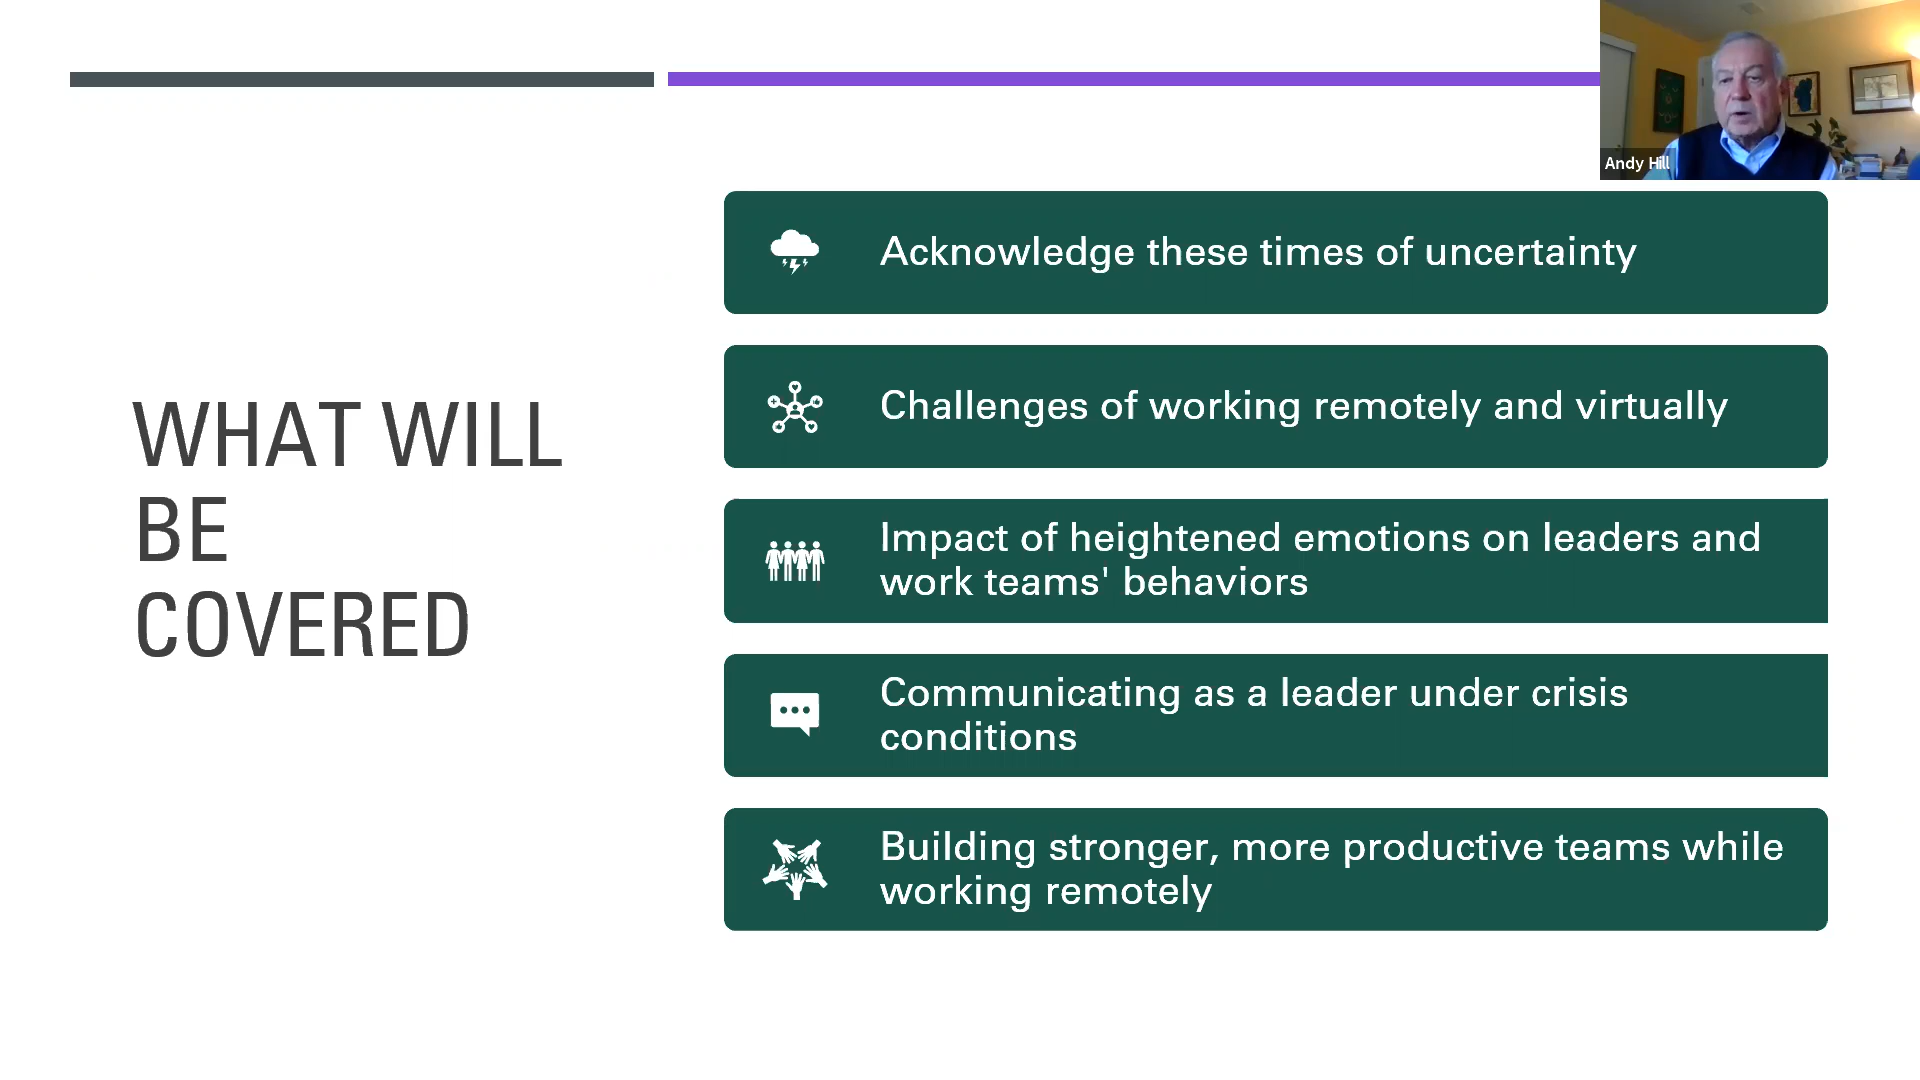 Andy Hill
WHAT WILL
BE
COVERED
Acknowledge these times of uncertainty
Challenges of working remotely and virtually
Impact of heightened emotions on leaders and
work teams' behaviors
Communicating as a leader under crisis
conditions
Building stronger, more productive teams while
working remotely